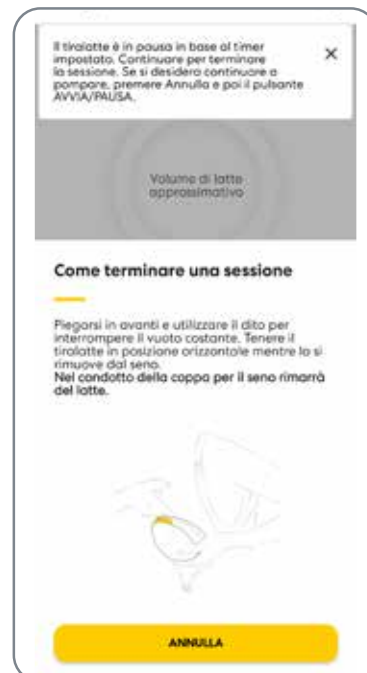 Il tiralatte è in pausa in base al timer
impostato. Continuare per terminare
la sessione. Se si desidera continuare a
pompare, premere Annulla e poi il pulsante
AVVIA/PAUSA.
Volume di latte
approssimativo
Come terminare una sessione
Piegarsi in avanti e utilizzare il dito per
interrompere il vuoto costante. Tenere il
tiralatte in posizione orizzontale mentre lo si
rimuove dal seno.
Nel condotto della coppa per il seno rimarrà
del latte.
ANNULLA